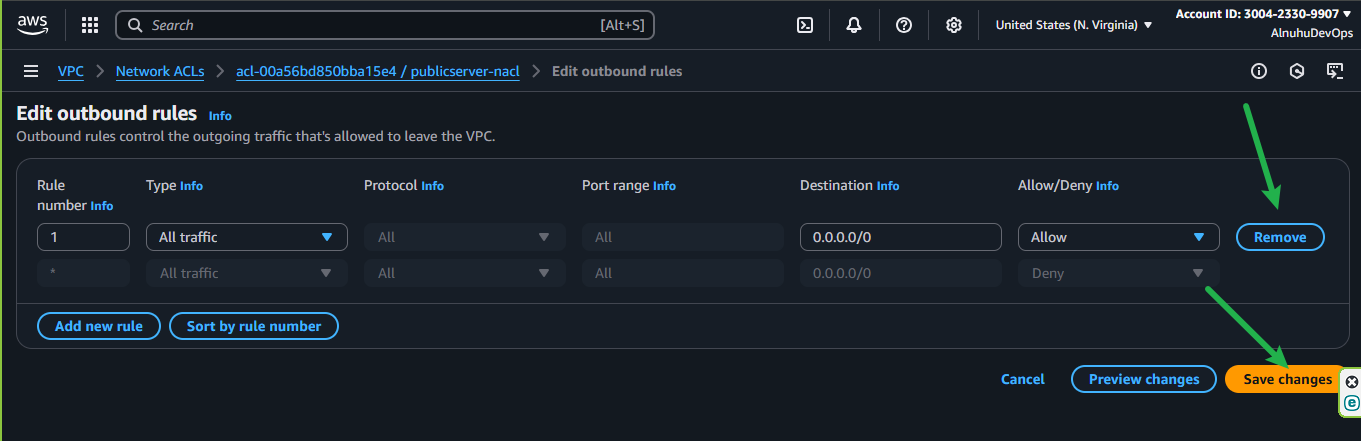 aws Search [Alt+S] United States (N. Virginia) Account ID: 3004-2330-9907
AlnuhuDevOps
VPC Network ACLs acl-00a56bd850bba15e4 / publicserver-nacl Edit outbound rules
Edit outbound rules Info
Outbound rules control the outgoing traffic that's allowed to leave the VPC.
Rule Type Info Protocol Info Port range Info Destination Info Allow/Deny Info
number Info
1 All traffic All All 0.0.0.0/0 Allow Remove
* All traffic All All 0.0.0.0/0 Deny
Add new rule Sort by rule number
Cancel Preview changes Save changes